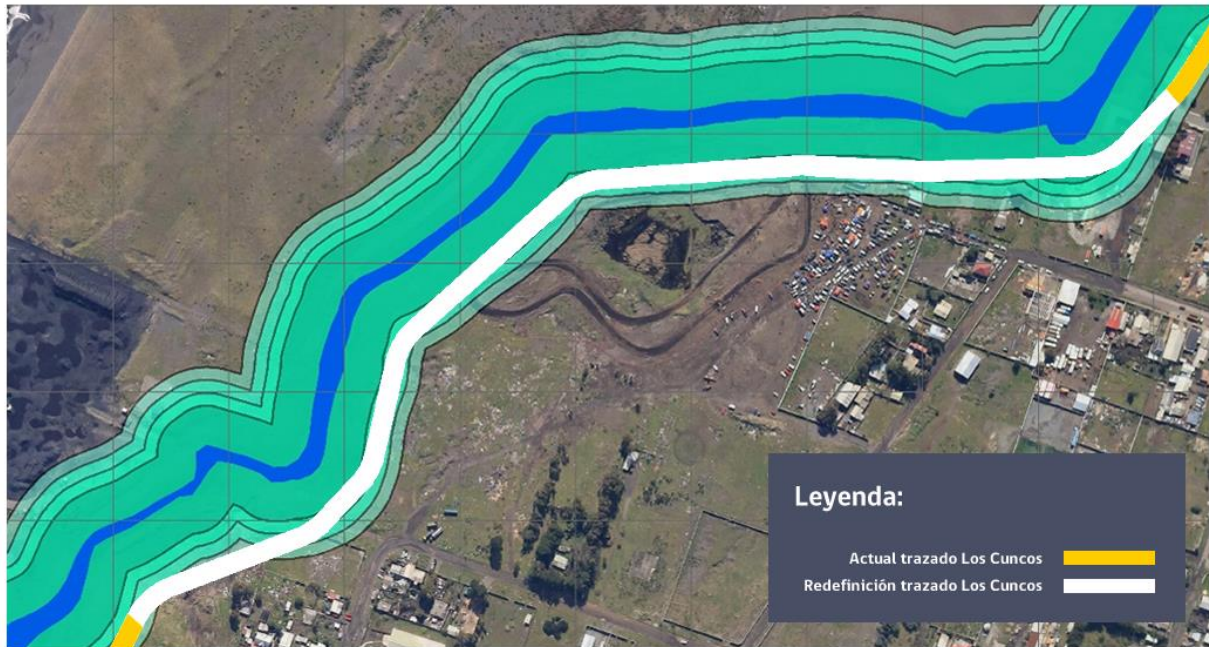 Leyenda:
Actual trazado Los Cuncos
Redefinición trazado Los Cuncos